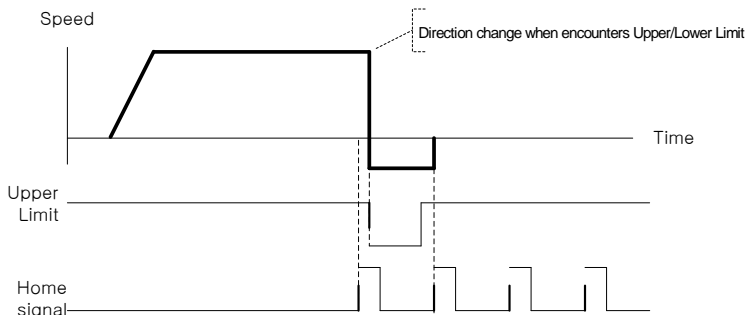 Speed
Direction change when encounters Upper/Lower Limit
Time
Upper
Limit
Home
signal